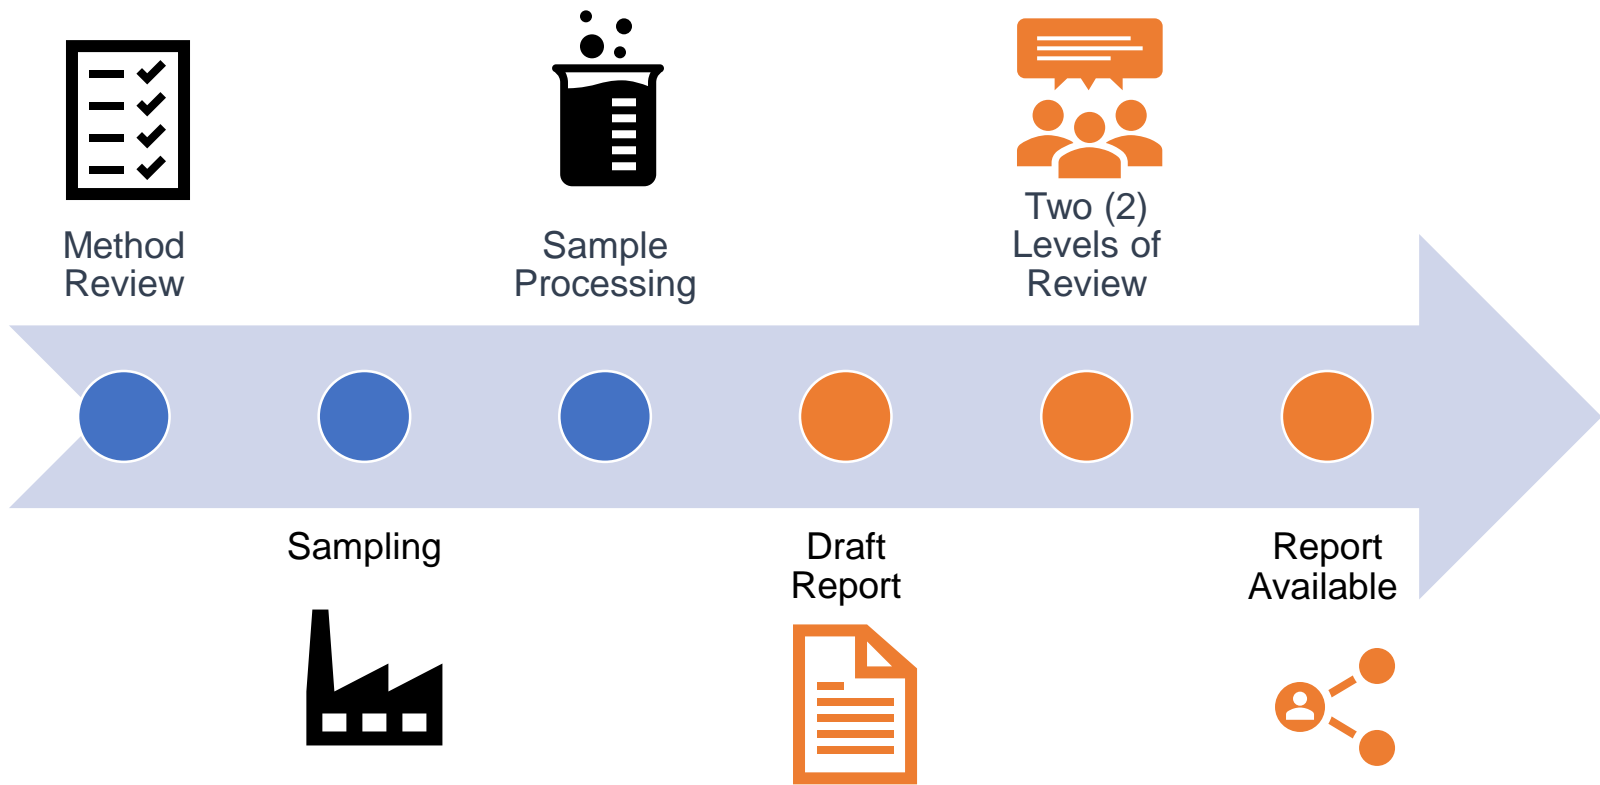 Method
Review
Sampling
Sample
Processing
Draft
Report
Two (2)
Levels of
Review
Report
Available